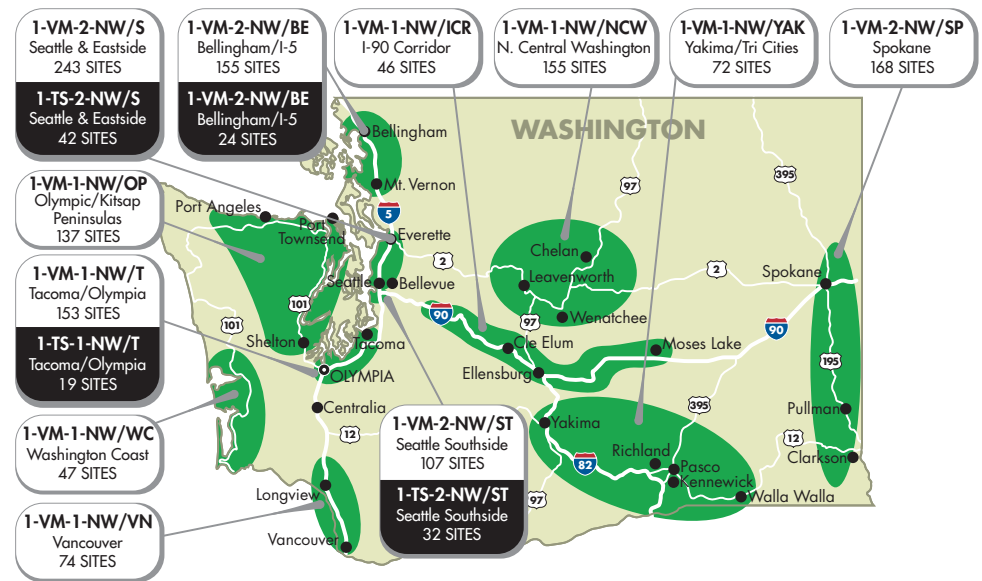 1-VM-2-NW/S
Seattle & Eastside
243 SITES
1-TS-2-NW/S
Seattle & Eastside
42 SITES
1-VM-2-NW/BE
Bellingham/I-5
155 SITES
1-VM-2-NW/BE
Bellingham/I-5
24 SITES
1-VM-1-NW/ICR
I-90 Corridor
46 SITES
1-VM-1-NW/NCW
N. Central Washington
155 SITES
1-VM-1-NW/YAK
Yakima/Tri Cities
72 SITES
1-VM-2-NW/SP
Spokane
168 SITES
1-VM-1-NW/OP
Olympic/Kitsap
Peninsulas
137 SITES
1-VM-1-NW/T
Tacoma/Olympia
153 SITES
1-TS-1-NW/T
Tacoma/Olympia
19 SITES
1-VM-1-NW/WC
Washington Coast
47 SITES
1-VM-1-NW/VN
Vancouver
74 SITES
1-VM-2-NW/ST
Seattle Southside
107 SITES
1-TS-2-NW/ST
Seattle Southside
32 SITES
WASHINGTON
Bellingham
Mt. Vernon
395
97
5
Port Angeles
Port
Townsend
Everette
2
Chelan
Leavenworth
2
Spokane
Seattle
Bellevue
101
90
97
Wenatchee
90
101
Shelton
Tacoma
Cle Elum
Moses Lake
195
OLYMPIA
Ellensburg
Centralia
395
Pullman
12
Yakima
12
Richland
Clarkson
82
Pasco
Kennewick
Longview
97
Walla Walla
Vancouver